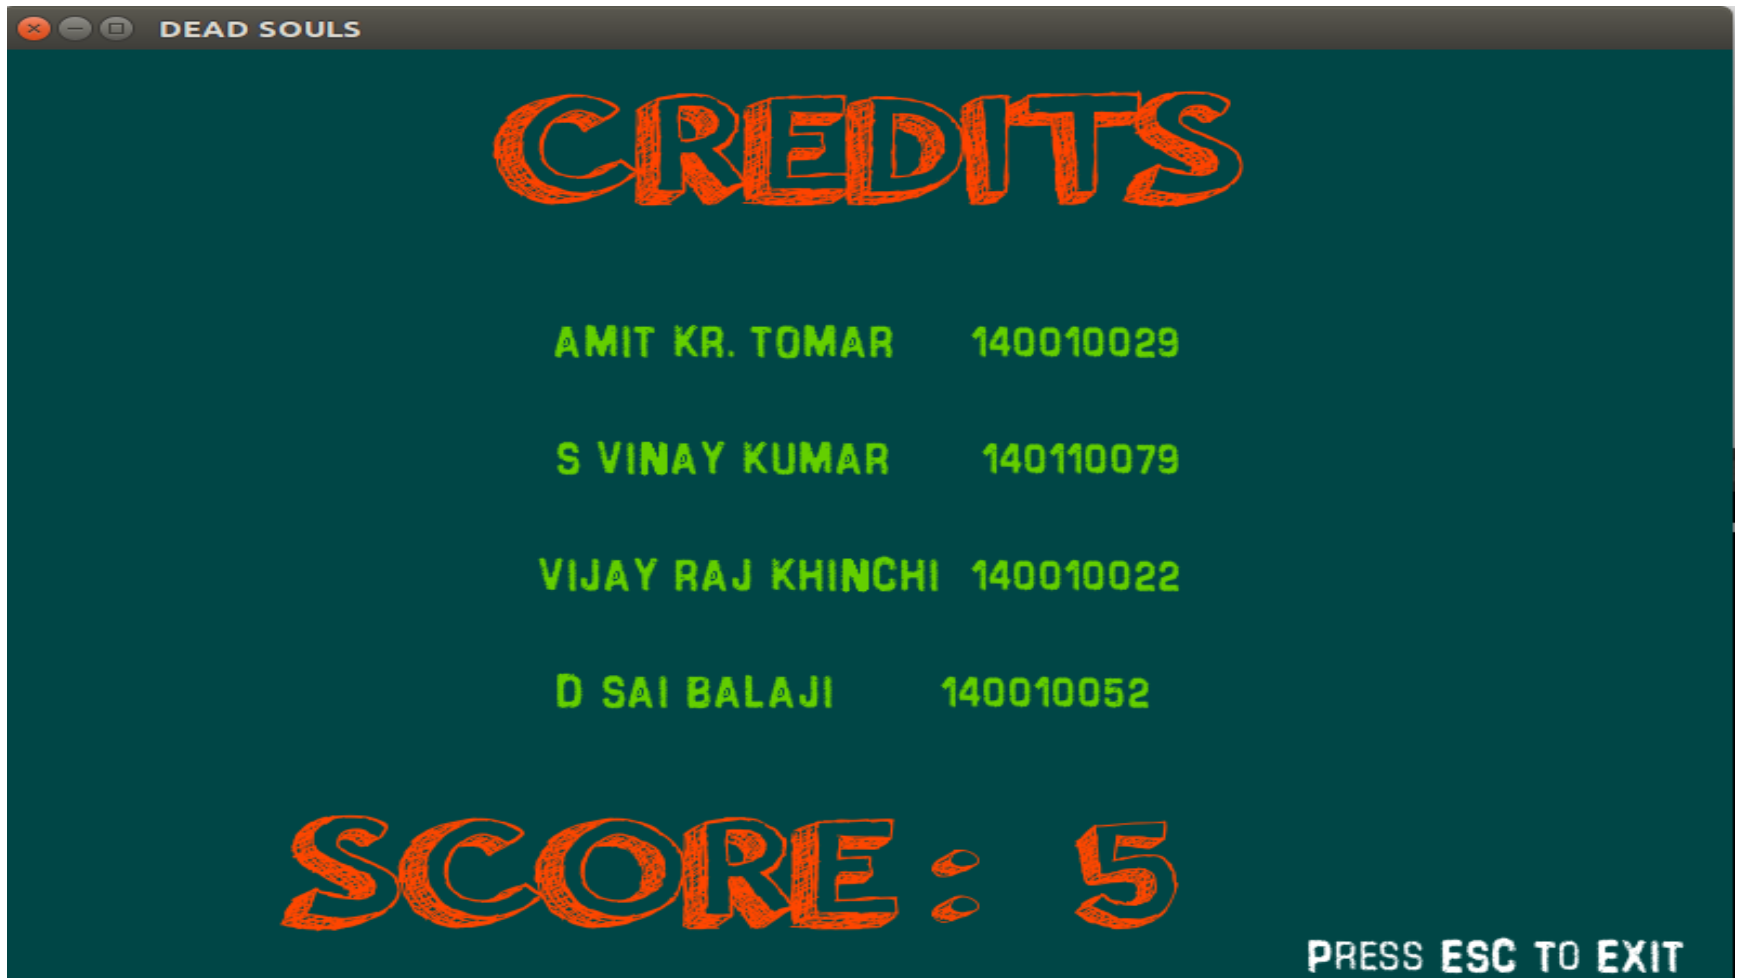 DEAD SOULS
CREDITS
AMIT KR. TOMAR 140010029
S VINAY KUMAR 140110079
VIJAY RAJ KHINCHI 140010022
D SAI BALAJI 140010052
SCORE: 5
PRESS ESC TO EXIT